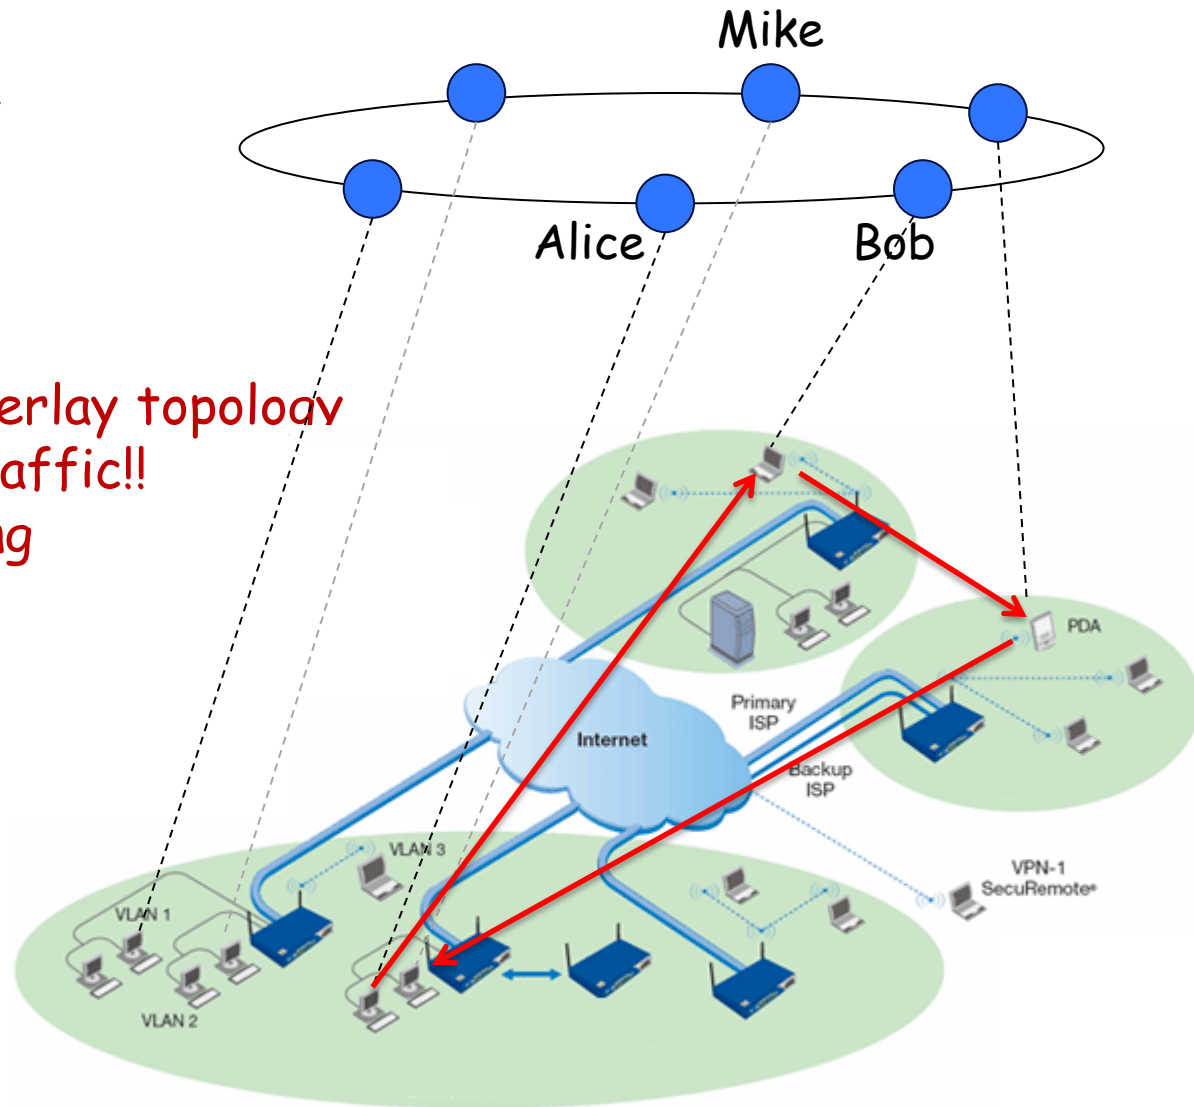 Mike
Alice
Bob
erlay topology
affic!!
ng
PDA
Primary
ISP
Internet
Backup
ISP
VLAN 3
VPN-1
SecuRemote®
VLAN 1
VLAN 2